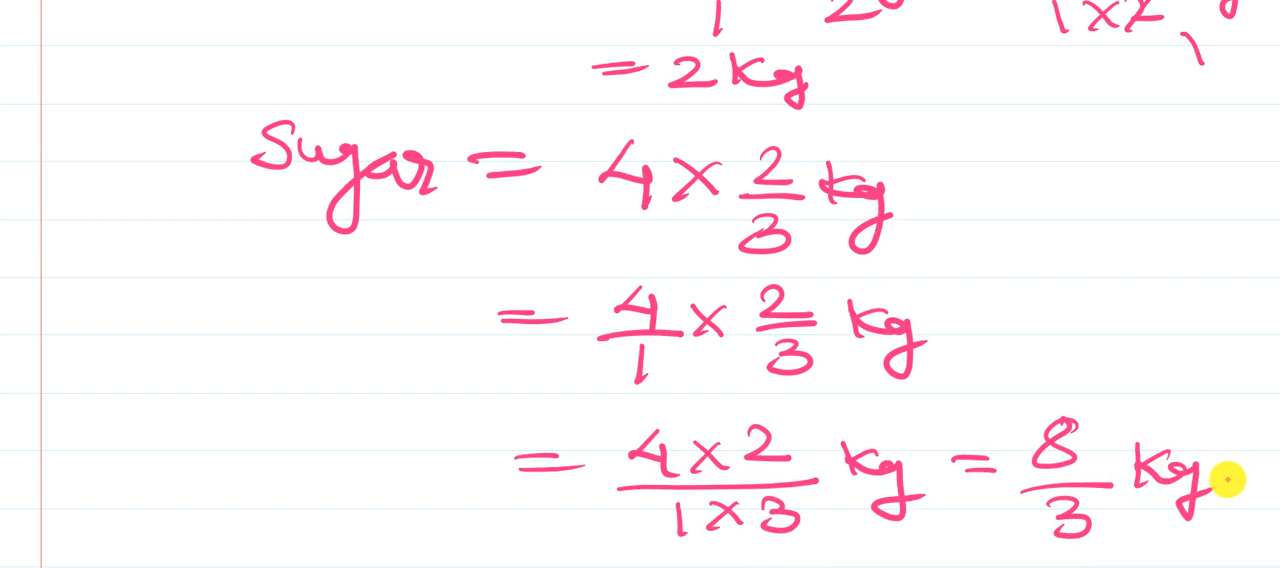 = 2 kg
Sugar = 4 × 2/3 kg
= 4/1 × 2/3 kg
= 4 × 2 / 1 × 3 kg = 8/3 kg